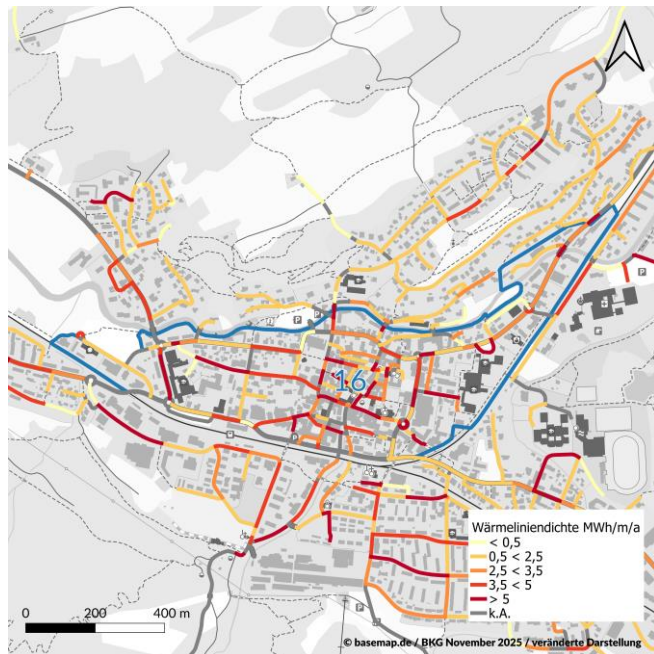 16
Wärmeliniendichte MWh/m/a
< 0,5
0,5 < 2,5
2,5 < 3,5
3,5 < 5
> 5
k.A.
0 200 400 m
© basemap.de / BKG November 2025 / veränderte Darstellung